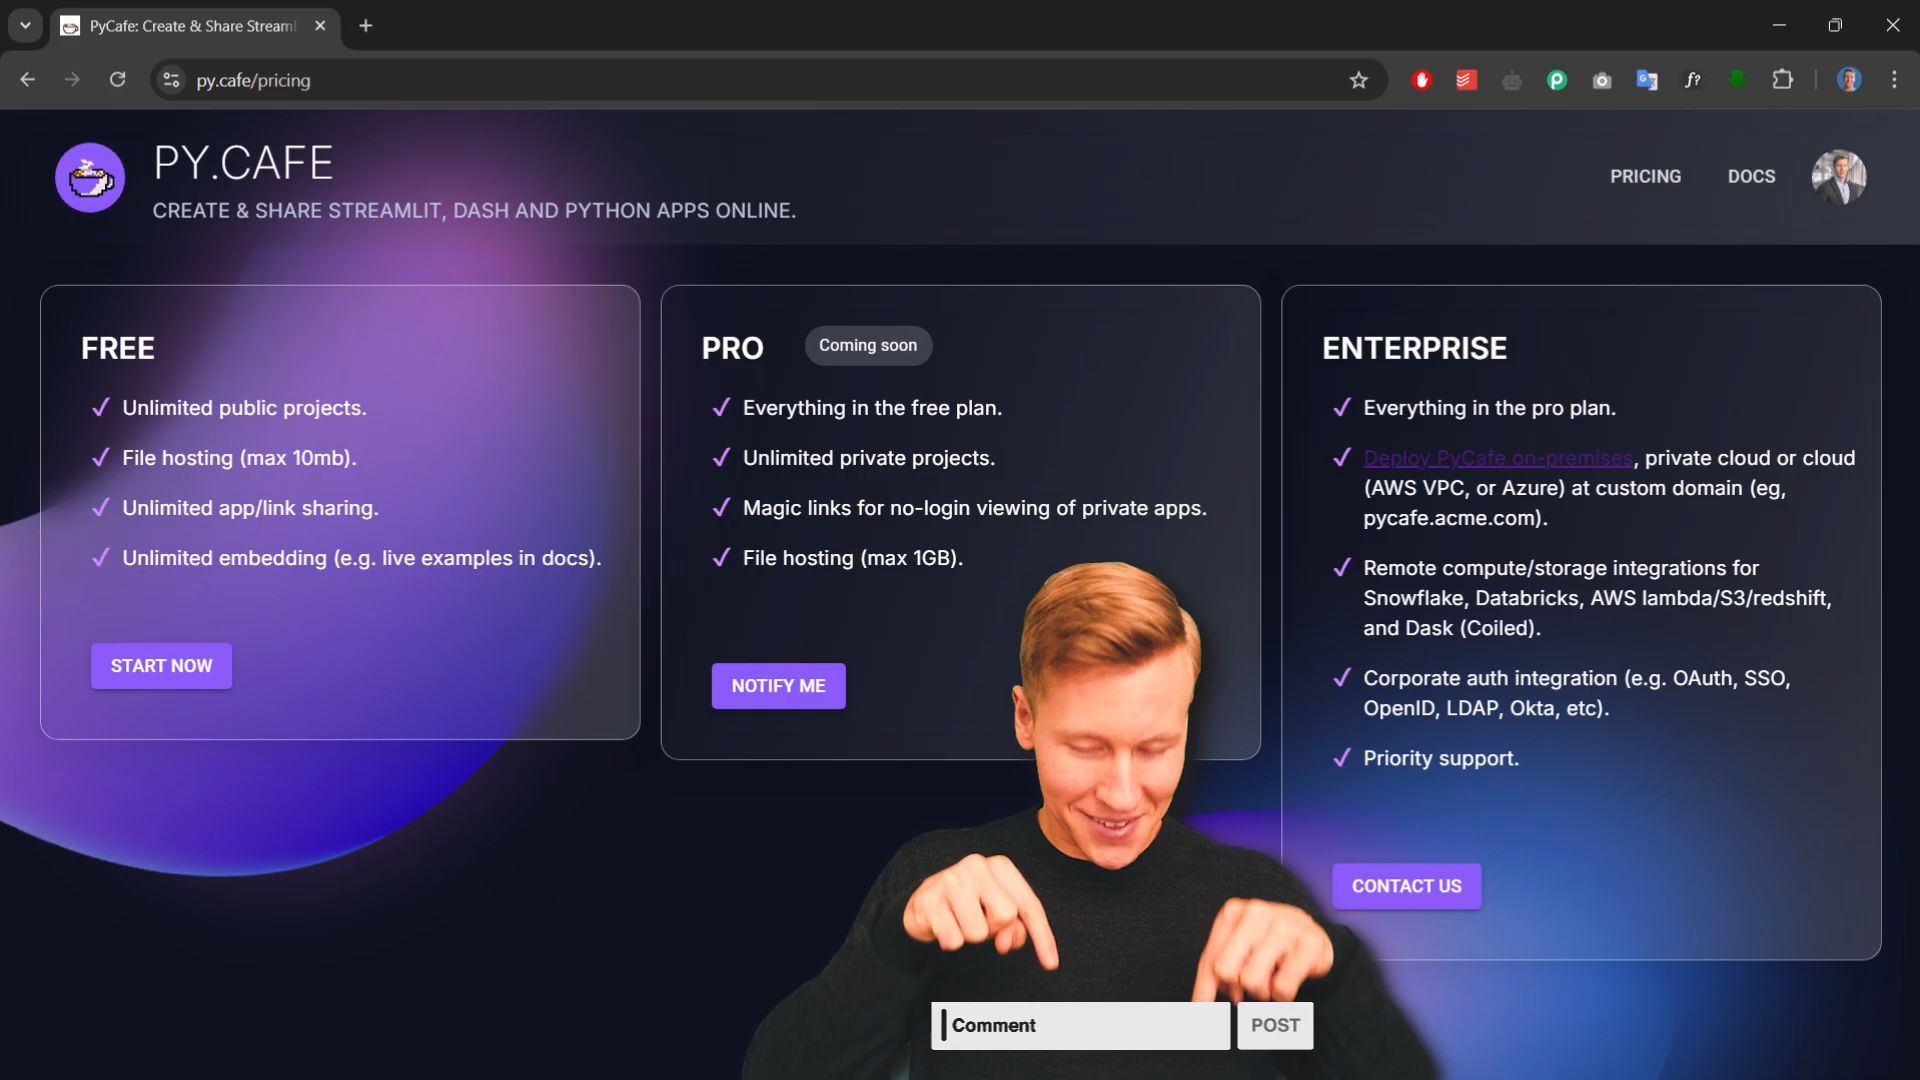 PyCafe: Create & Share Streaml
py.cafe/pricing
f?
PY.CAFE
CREATE & SHARE STREAMLIT, DASH AND PYTHON APPS ONLINE.
PRICING
DOCS
FREE
✓ Unlimited public projects.
✓ File hosting (max 10mb).
✓ Unlimited app/link sharing.
✓ Unlimited embedding (e.g. live examples in docs).
START NOW
PRO
Coming soon
✓ Everything in the free plan.
✓ Unlimited private projects.
✓ Magic links for no-login viewing of private apps.
✓ File hosting (max 1GB).
NOTIFY ME
ENTERPRISE
✓ Everything in the pro plan.
✓ Deploy PyCafe on-premises, private cloud or cloud
(AWS VPC, or Azure) at custom domain (eg,
pycafe.acme.com).
✓ Remote compute/storage integrations for
Snowflake, Databricks, AWS lambda/S3/redshift,
and Dask (Coiled).
✓ Corporate auth integration (e.g. OAuth, SSO,
OpenID, LDAP, Okta, etc).
✓ Priority support.
CONTACT US
Comment
POST